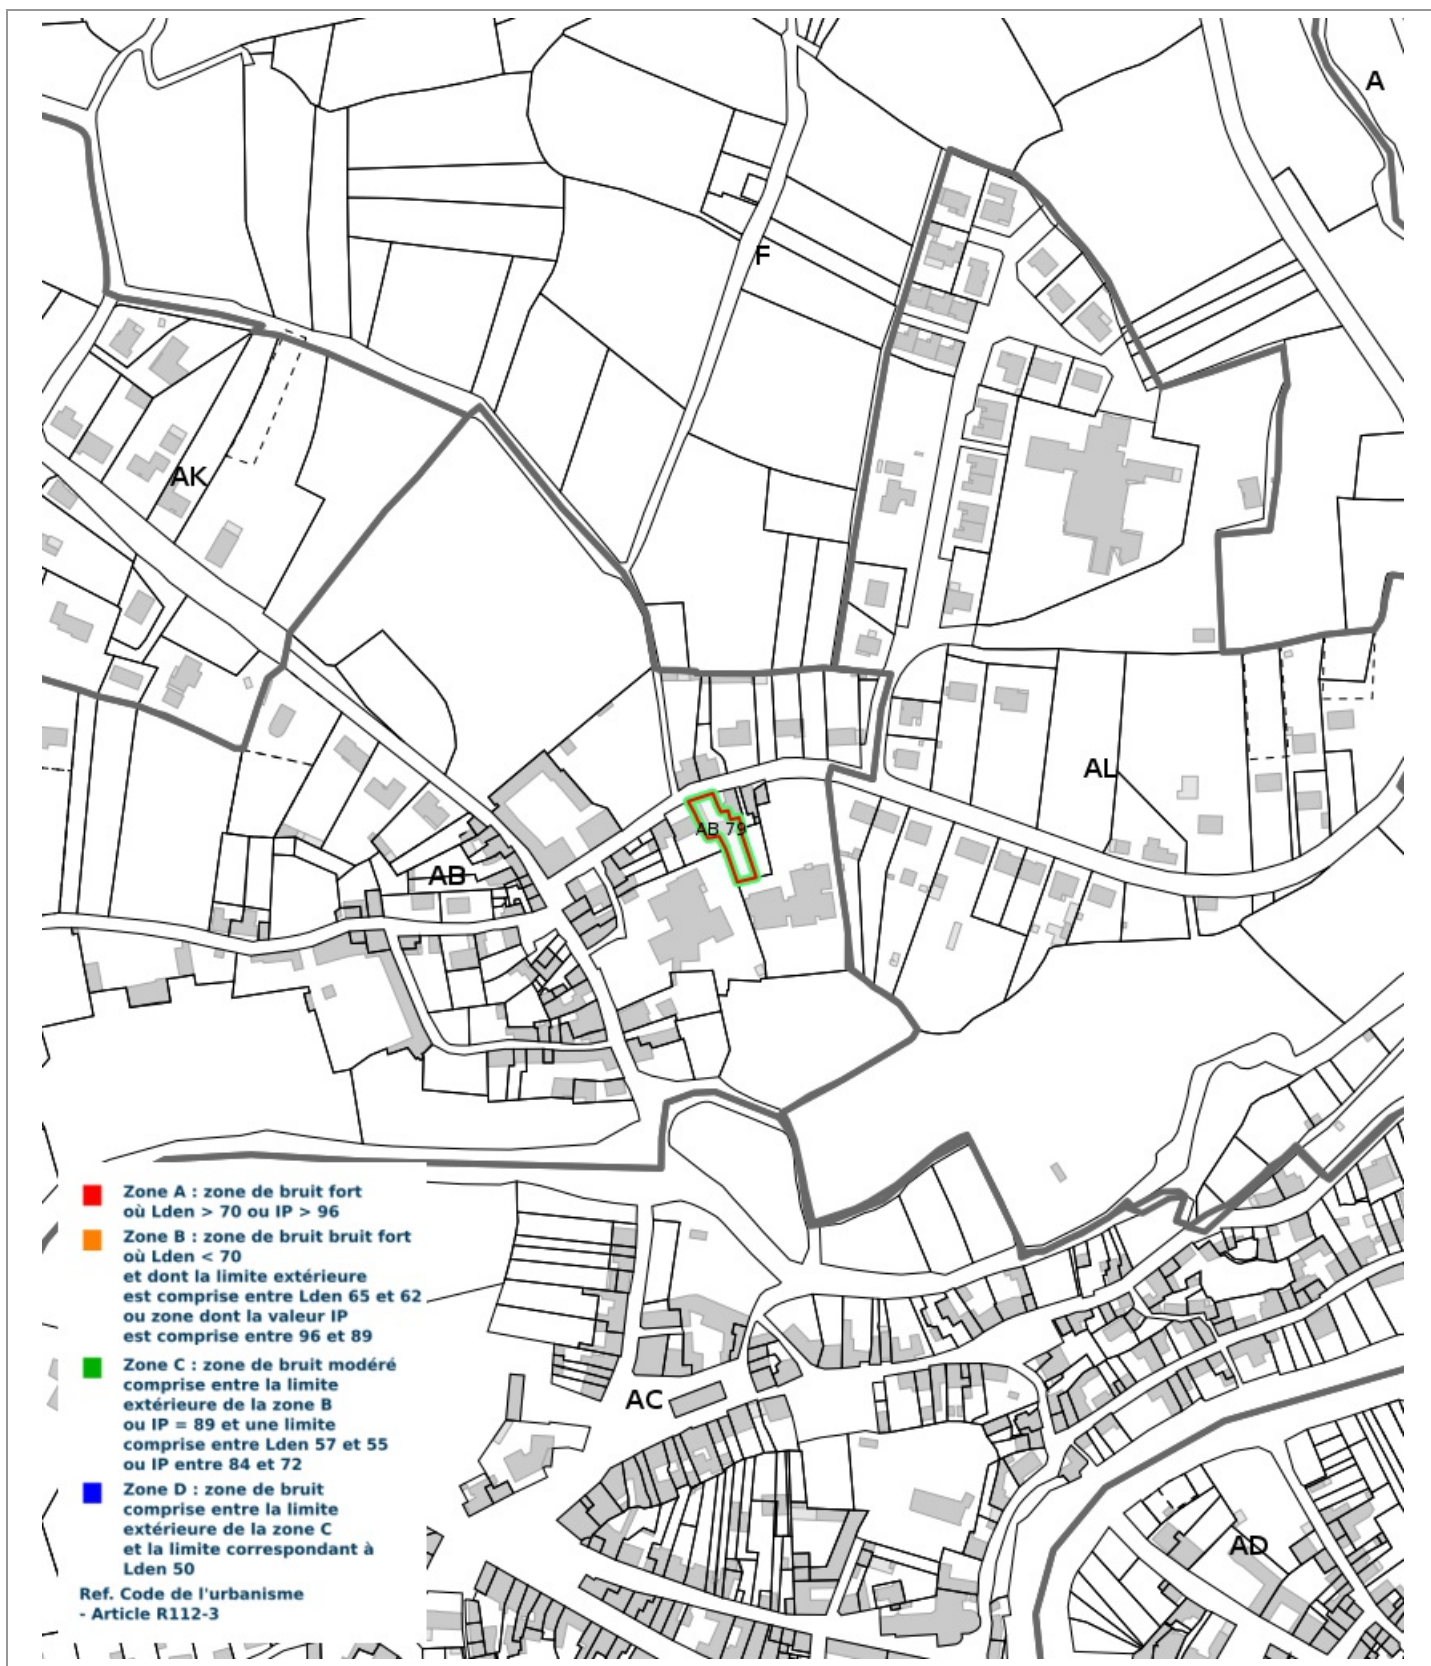 A
F
AK
AL
AB 79
AB
Zone A : zone de bruit fort
où Lden > 70 ou IP > 96
Zone B : zone de bruit bruit fort
où Lden < 70
et dont la limite extérieure
est comprise entre Lden 65 et 62
ou zone dont la valeur IP
est comprise entre 96 et 89
Zone C : zone de bruit modéré
comprise entre la limite
extérieure de la zone B
ou IP = 89 et une limite
comprise entre Lden 57 et 55
ou IP entre 84 et 72
Zone D : zone de bruit
comprise entre la limite
extérieure de la zone C
et la limite correspondant à
Lden 50
Ref. Code de l'urbanisme
- Article R112-3
AC
AD